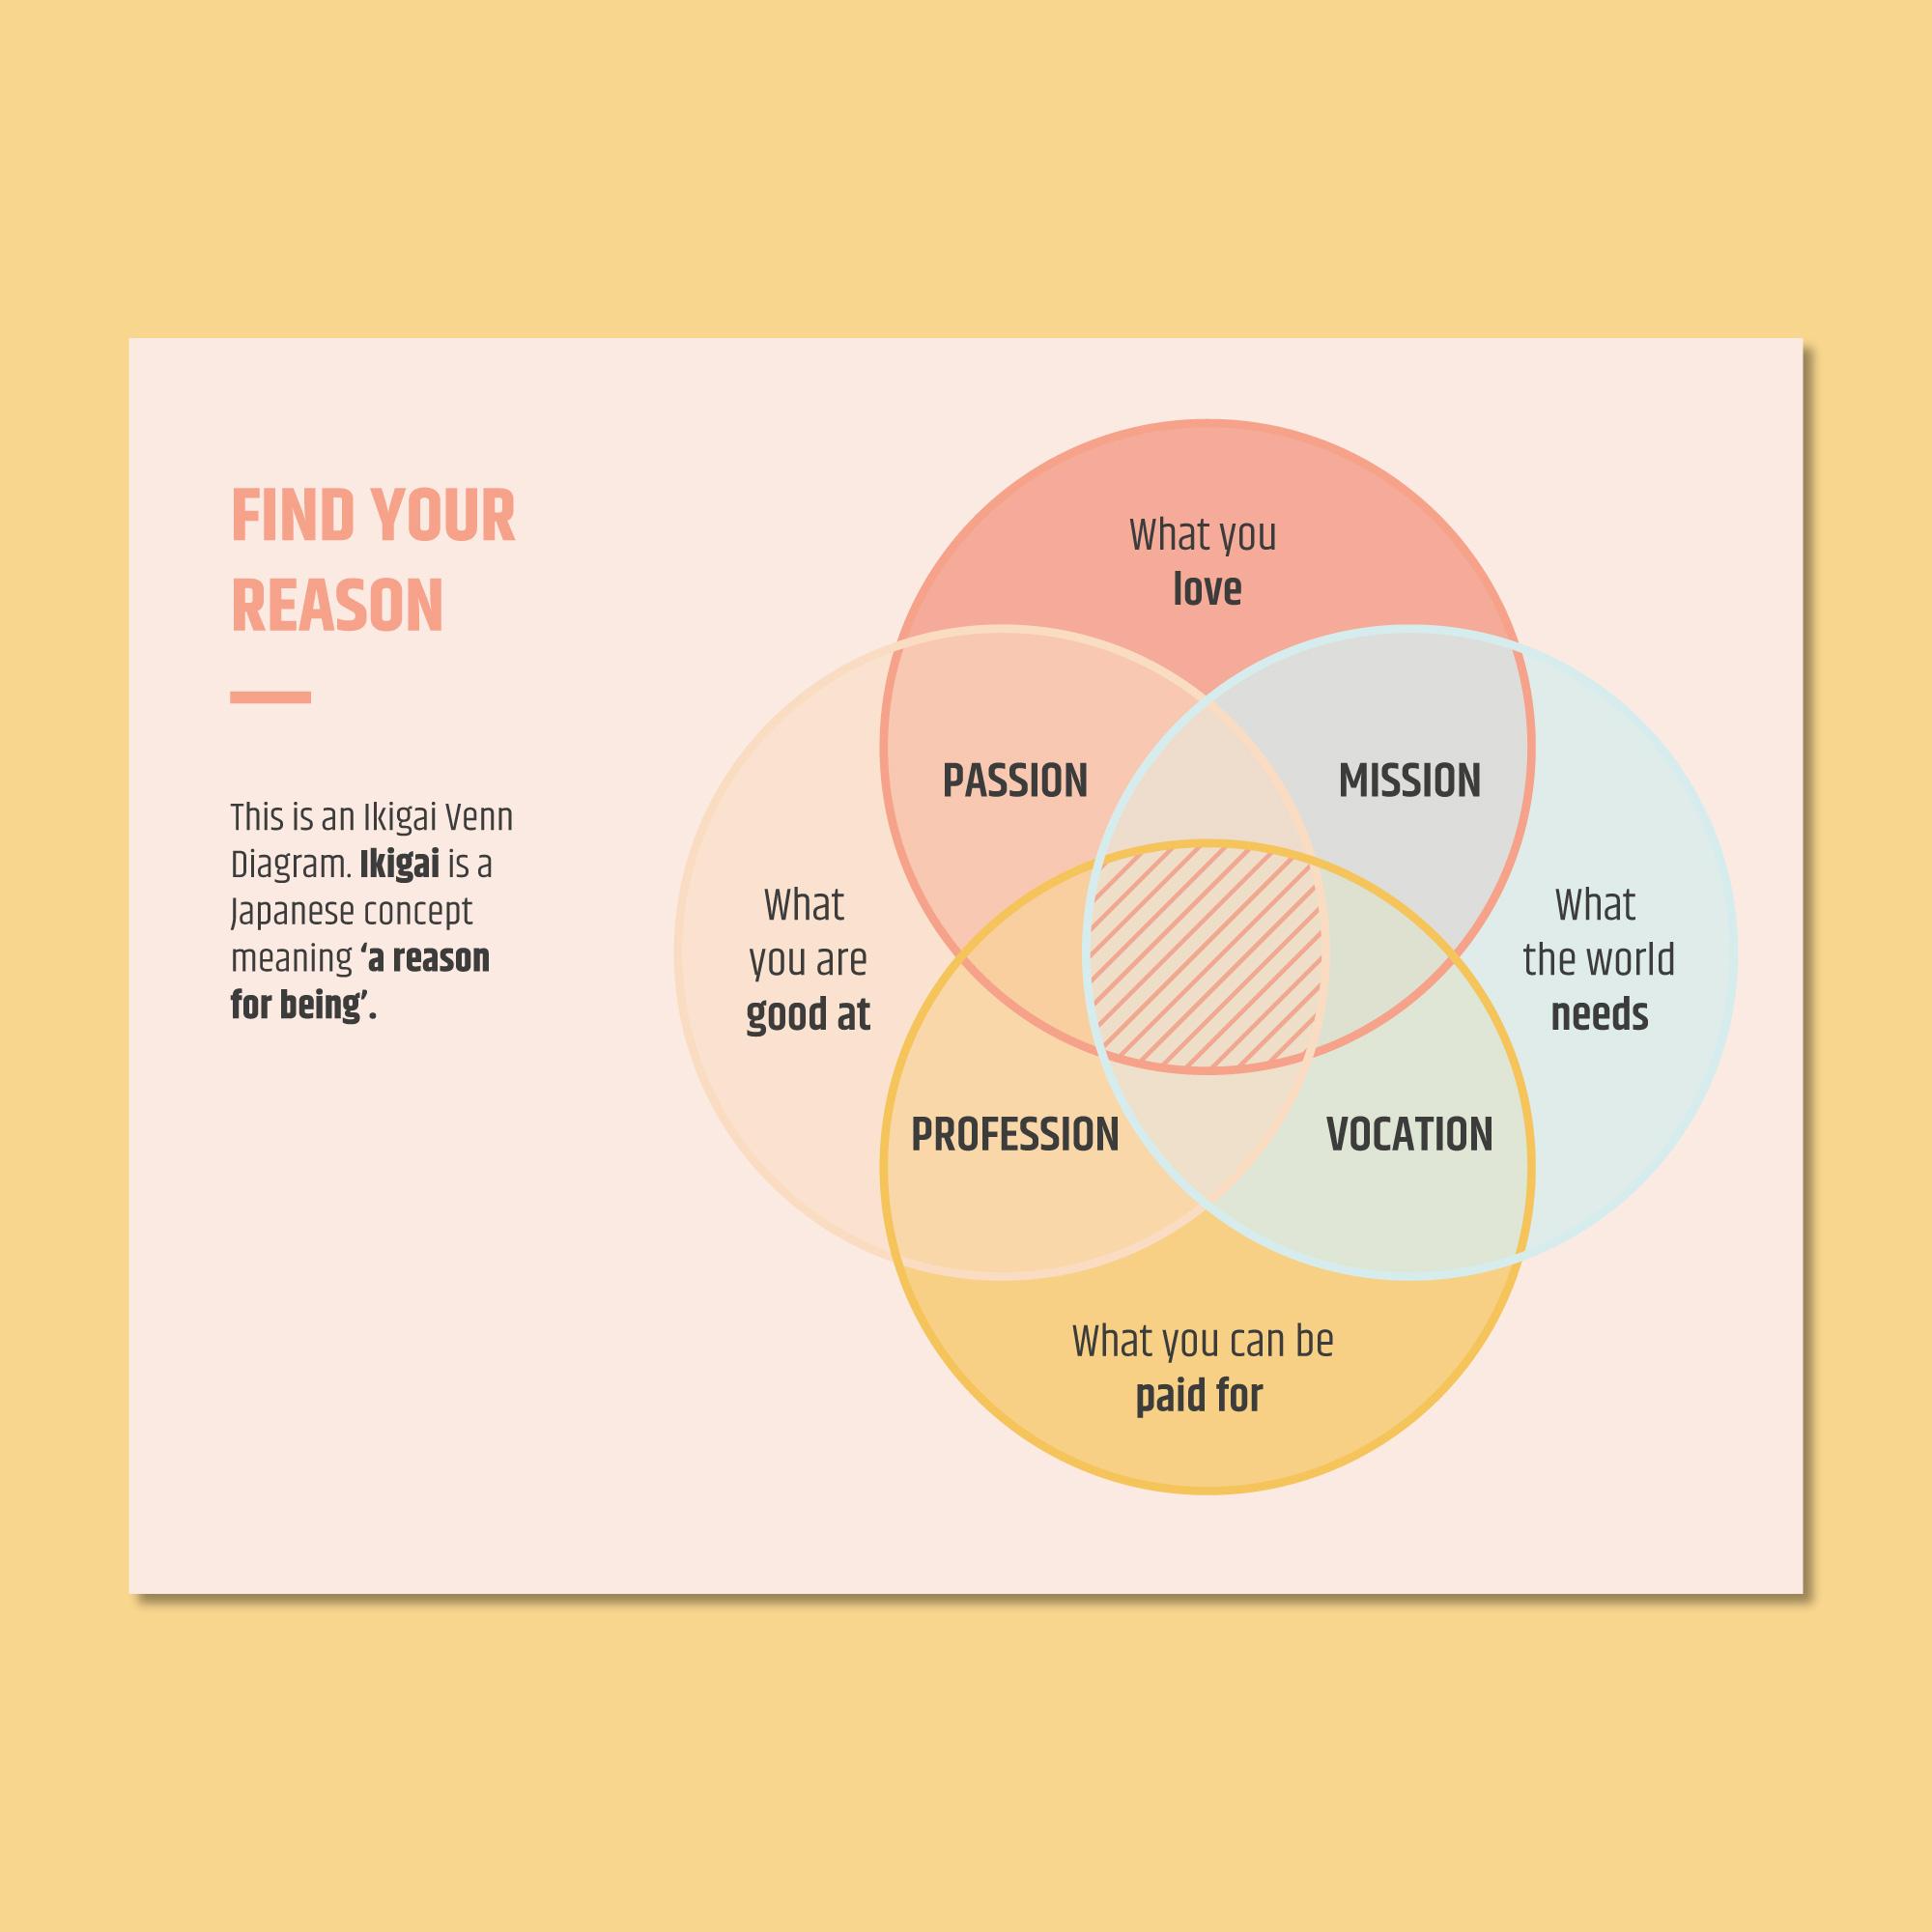 FIND YOUR
REASON
This is an Ikigai Venn
Diagram. Ikigai is a
Japanese concept
meaning ‘a reason
for being’.
What you
love
PASSION
MISSION
What
you are
good at
What
the world
needs
PROFESSION
VOCATION
What you can be
paid for